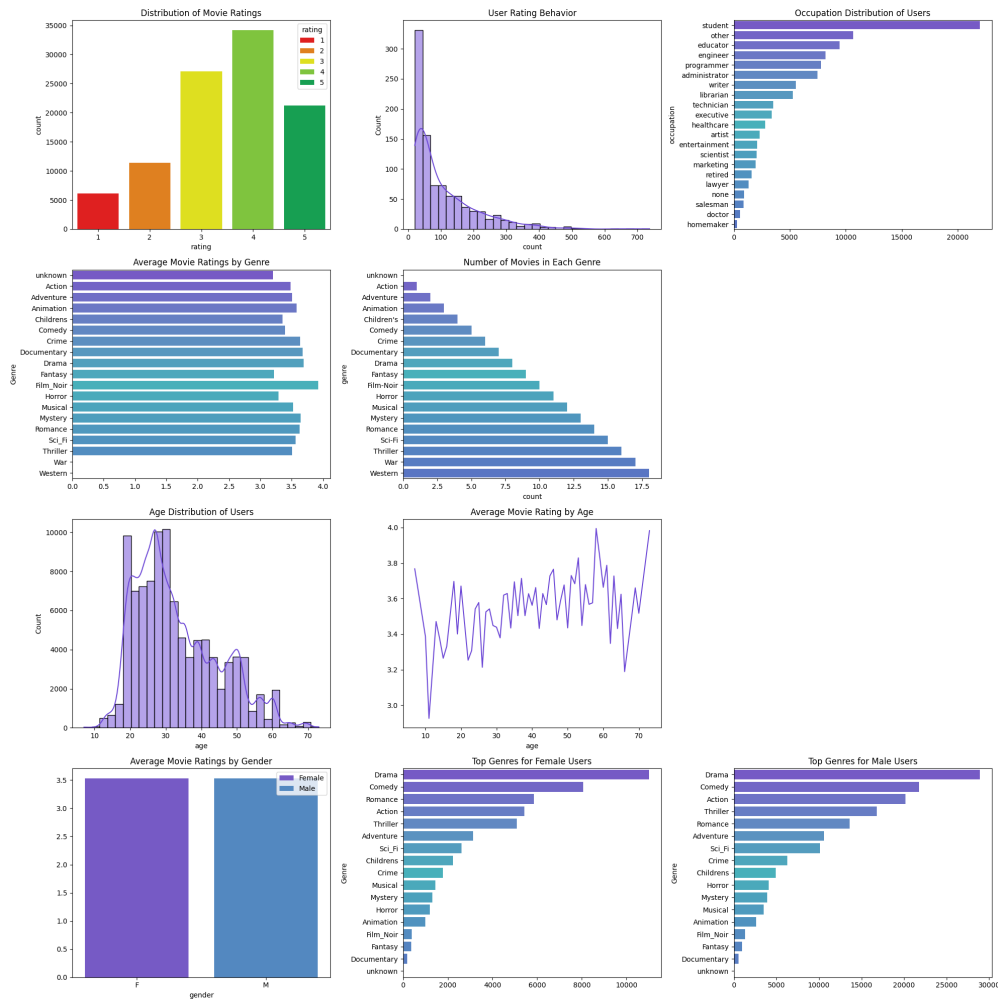 Distribution of Movie Ratings
count
35000
30000
25000
20000
15000
10000
5000
0
1
2
3
4
5
rating
rating
1
2
3
4
5
User Rating Behavior
Count
300
250
200
150
100
50
0
0
100
200
300
400
500
600
700
count
Occupation Distribution of Users
occupation
student
other
educator
engineer
programmer
administrator
writer
librarian
technician
executive
healthcare
artist
entertainment
scientist
marketing
retired
lawyer
none
salesman
doctor
homemaker
0
5000
10000
15000
20000
Average Movie Ratings by Genre
Genre
unknown
Action
Adventure
Animation
Childrens
Comedy
Crime
Documentary
Drama
Fantasy
Film_Noir
Horror
Musical
Mystery
Romance
Sci_Fi
Thriller
War
Western
0.0
0.5
1.0
1.5
2.0
2.5
3.0
3.5
4.0
Number of Movies in Each Genre
genre
unknown
Action
Adventure
Animation
Children's
Comedy
Crime
Documentary
Drama
Fantasy
Film-Noir
Horror
Musical
Mystery
Romance
Sci-Fi
Thriller
War
Western
0.0
2.5
5.0
7.5
10.0
12.5
15.0
17.5
count
Age Distribution of Users
Count
10000
8000
6000
4000
2000
0
10
20
30
40
50
60
70
age
Average Movie Rating by Age
4.0
3.8
3.6
3.4
3.2
3.0
10
20
30
40
50
60
70
age
Average Movie Ratings by Gender
3.5
3.0
2.5
2.0
1.5
1.0
0.5
0.0
F
M
gender
Female
Male
Top Genres for Female Users
Genre
Drama
Comedy
Romance
Action
Thriller
Adventure
Sci_Fi
Childrens
Crime
Musical
Mystery
Horror
Animation
Film_Noir
Fantasy
Documentary
unknown
0
2000
4000
6000
8000
10000
Top Genres for Male Users
Genre
Drama
Comedy
Action
Thriller
Romance
Adventure
Sci_Fi
Crime
Childrens
Horror
Mystery
Musical
Animation
Film_Noir
Fantasy
Documentary
unknown
0
5000
10000
15000
20000
25000
30000